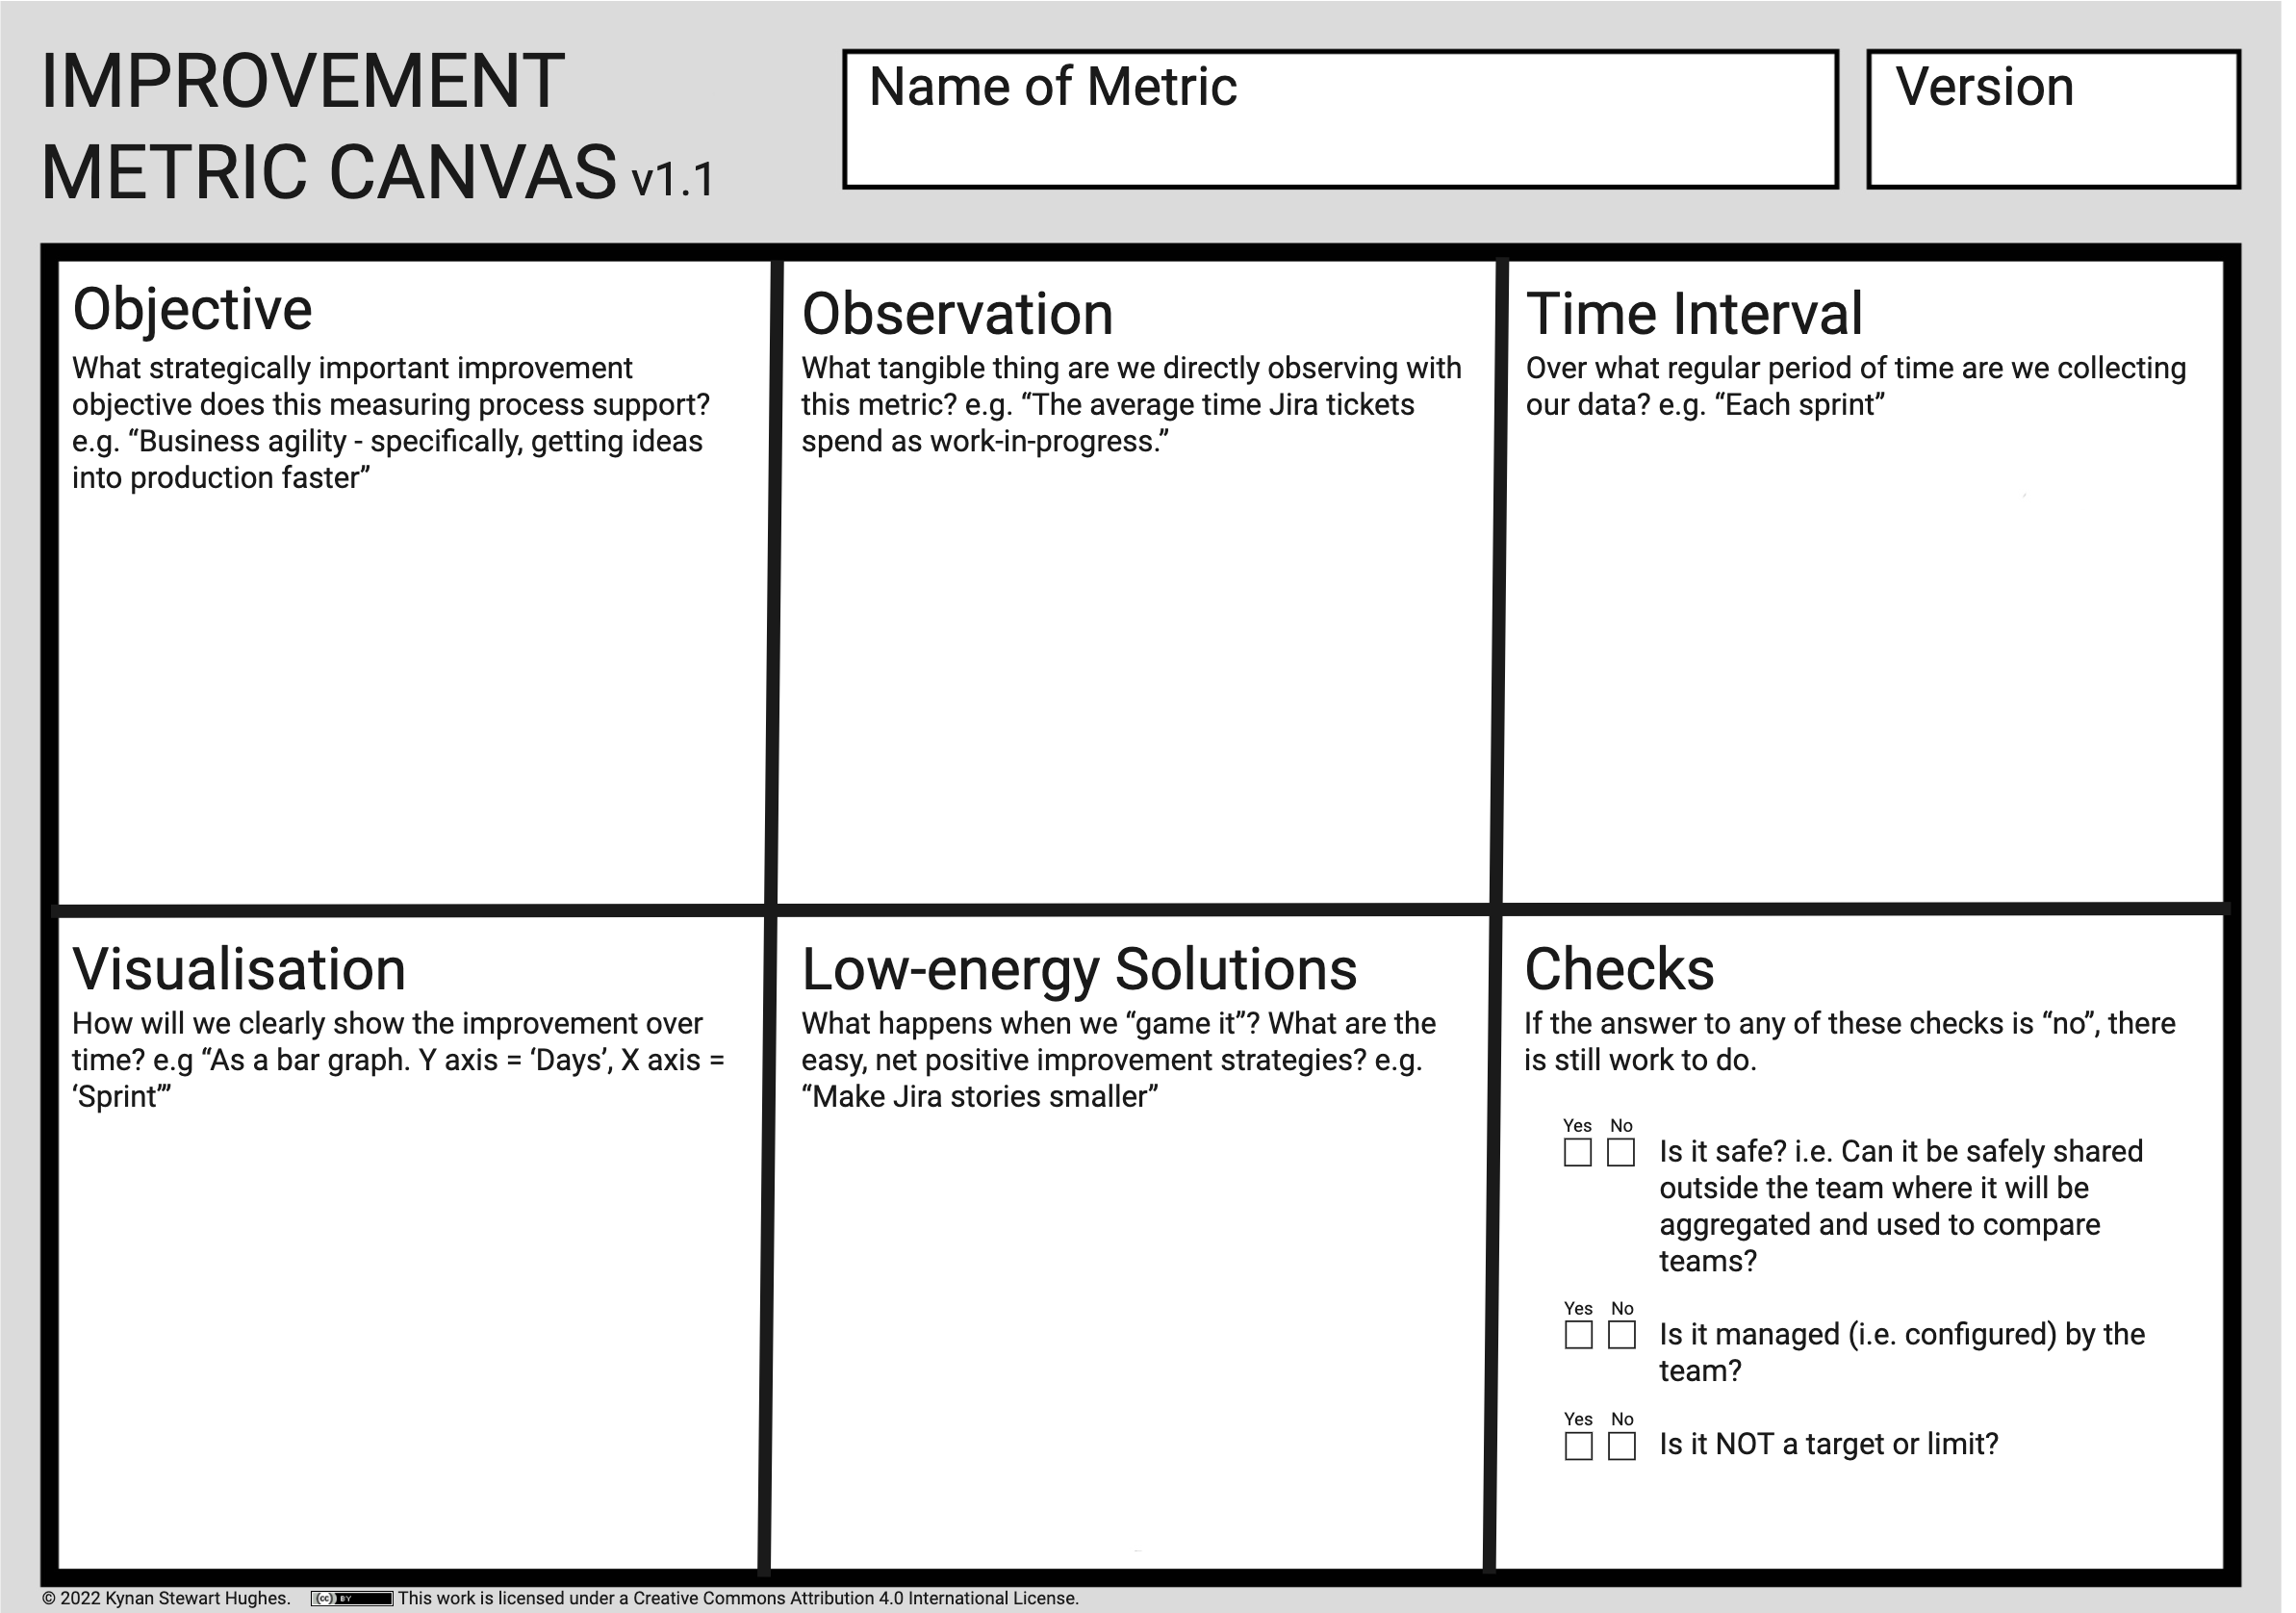 IMPROVEMENT
METRIC CANVAS v1.1
Name of Metric
Version
Objective
What strategically important improvement
objective does this measuring process support?
e.g. “Business agility - specifically, getting ideas
into production faster”
Observation
What tangible thing are we directly observing with
this metric? e.g. “The average time Jira tickets
spend as work-in-progress.”
Time Interval
Over what regular period of time are we collecting
our data? e.g. “Each sprint”
Visualisation
How will we clearly show the improvement over
time? e.g “As a bar graph. Y axis = ‘Days’, X axis =
‘Sprint’”
Low-energy Solutions
What happens when we “game it”? What are the
easy, net positive improvement strategies? e.g.
“Make Jira stories smaller”
Checks
If the answer to any of these checks is “no”, there
is still work to do.
Yes No
Is it safe? i.e. Can it be safely shared
outside the team where it will be
aggregated and used to compare
teams?
Yes No
Is it managed (i.e. configured) by the
team?
Yes No
Is it NOT a target or limit?
© 2022 Kynan Stewart Hughes. (cc) BY This work is licensed under a Creative Commons Attribution 4.0 International License.